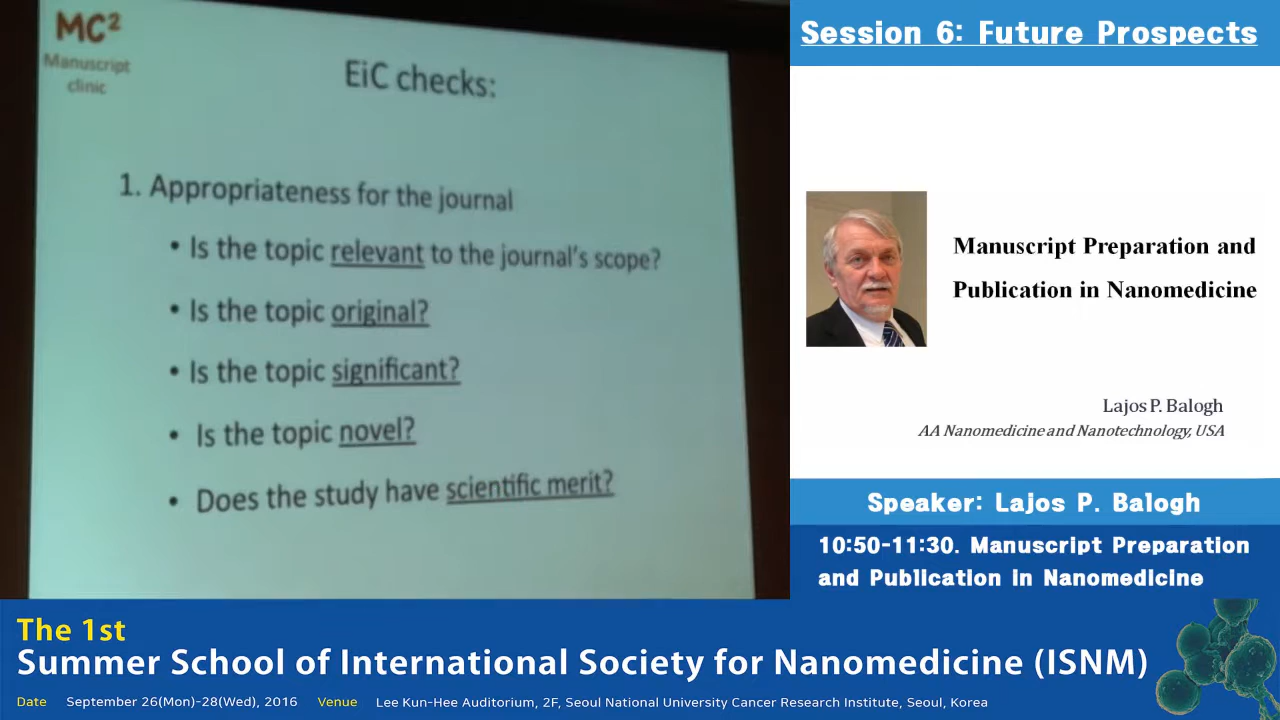 MC²
Manuscript
clinic
EiC checks:
1. Appropriateness for the journal
• Is the topic relevant to the journal's scope?
• Is the topic original?
• Is the topic significant?
• Is the topic novel?
• Does the study have scientific merit?
Session 6: Future Prospects
Manuscript Preparation and
Publication in Nanomedicine
Lajos P. Balogh
AA Nanomedicine and Nanotechnology, USA
Speaker: Lajos P. Balogh
10:50-11:30. Manuscript Preparation
and Publication in Nanomedicine
The 1st
Summer School of International Society for Nanomedicine (ISNM)
Date September 26(Mon)-28(Wed), 2016 Venue Lee Kun-Hee Auditorium, 2F, Seoul National University Cancer Research Institute, Seoul, Korea